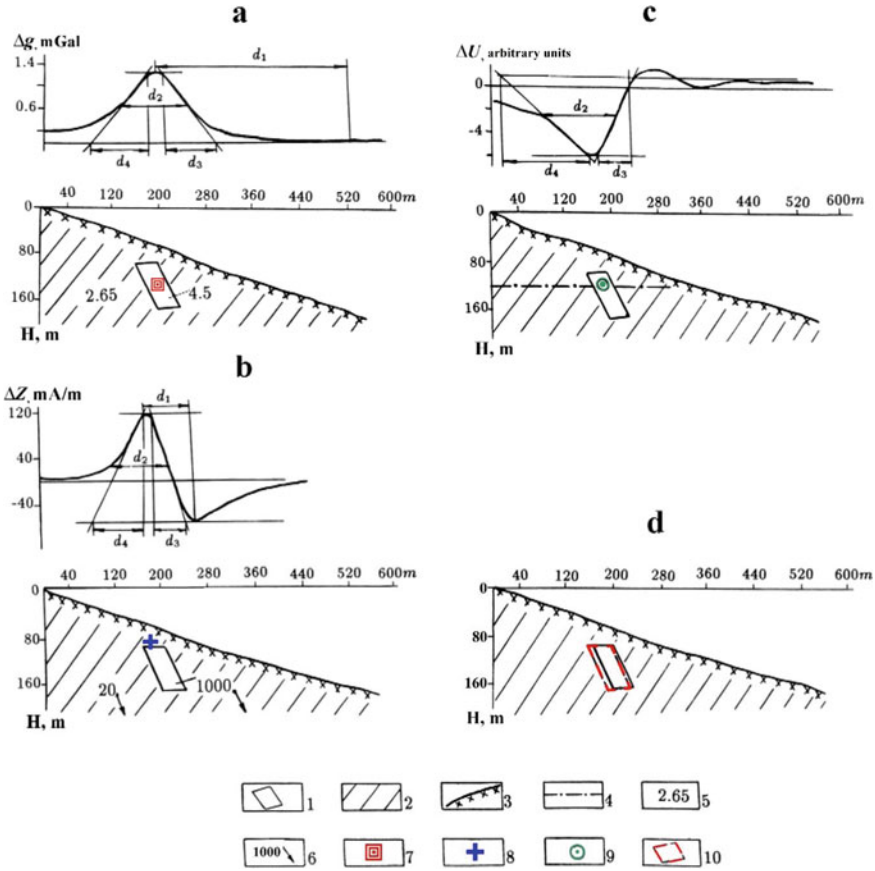 a
Δg, mGal
1.4
0.6
d₁
d₂
d₄
d₃
40 120 200 280 360 440 520 600m
0
80
160
2.65
4.5
H, m
c
ΔU, arbitrary units
0
-4
d₂
d₄
d₃
40 120 200 280 360 440 520 600m
0
80
160
H, m
b
ΔZ, mA/m
120
40
-40
d₁
d₂
d₄
d₃
40 120 200 280 360 440 520 600m
0
80
160
20
1000
H, m
d
40 120 200 280 360 440 520 600m
0
80
160
H, m
1 2 3 4 2.65 5
1000 6 7 8 9 10